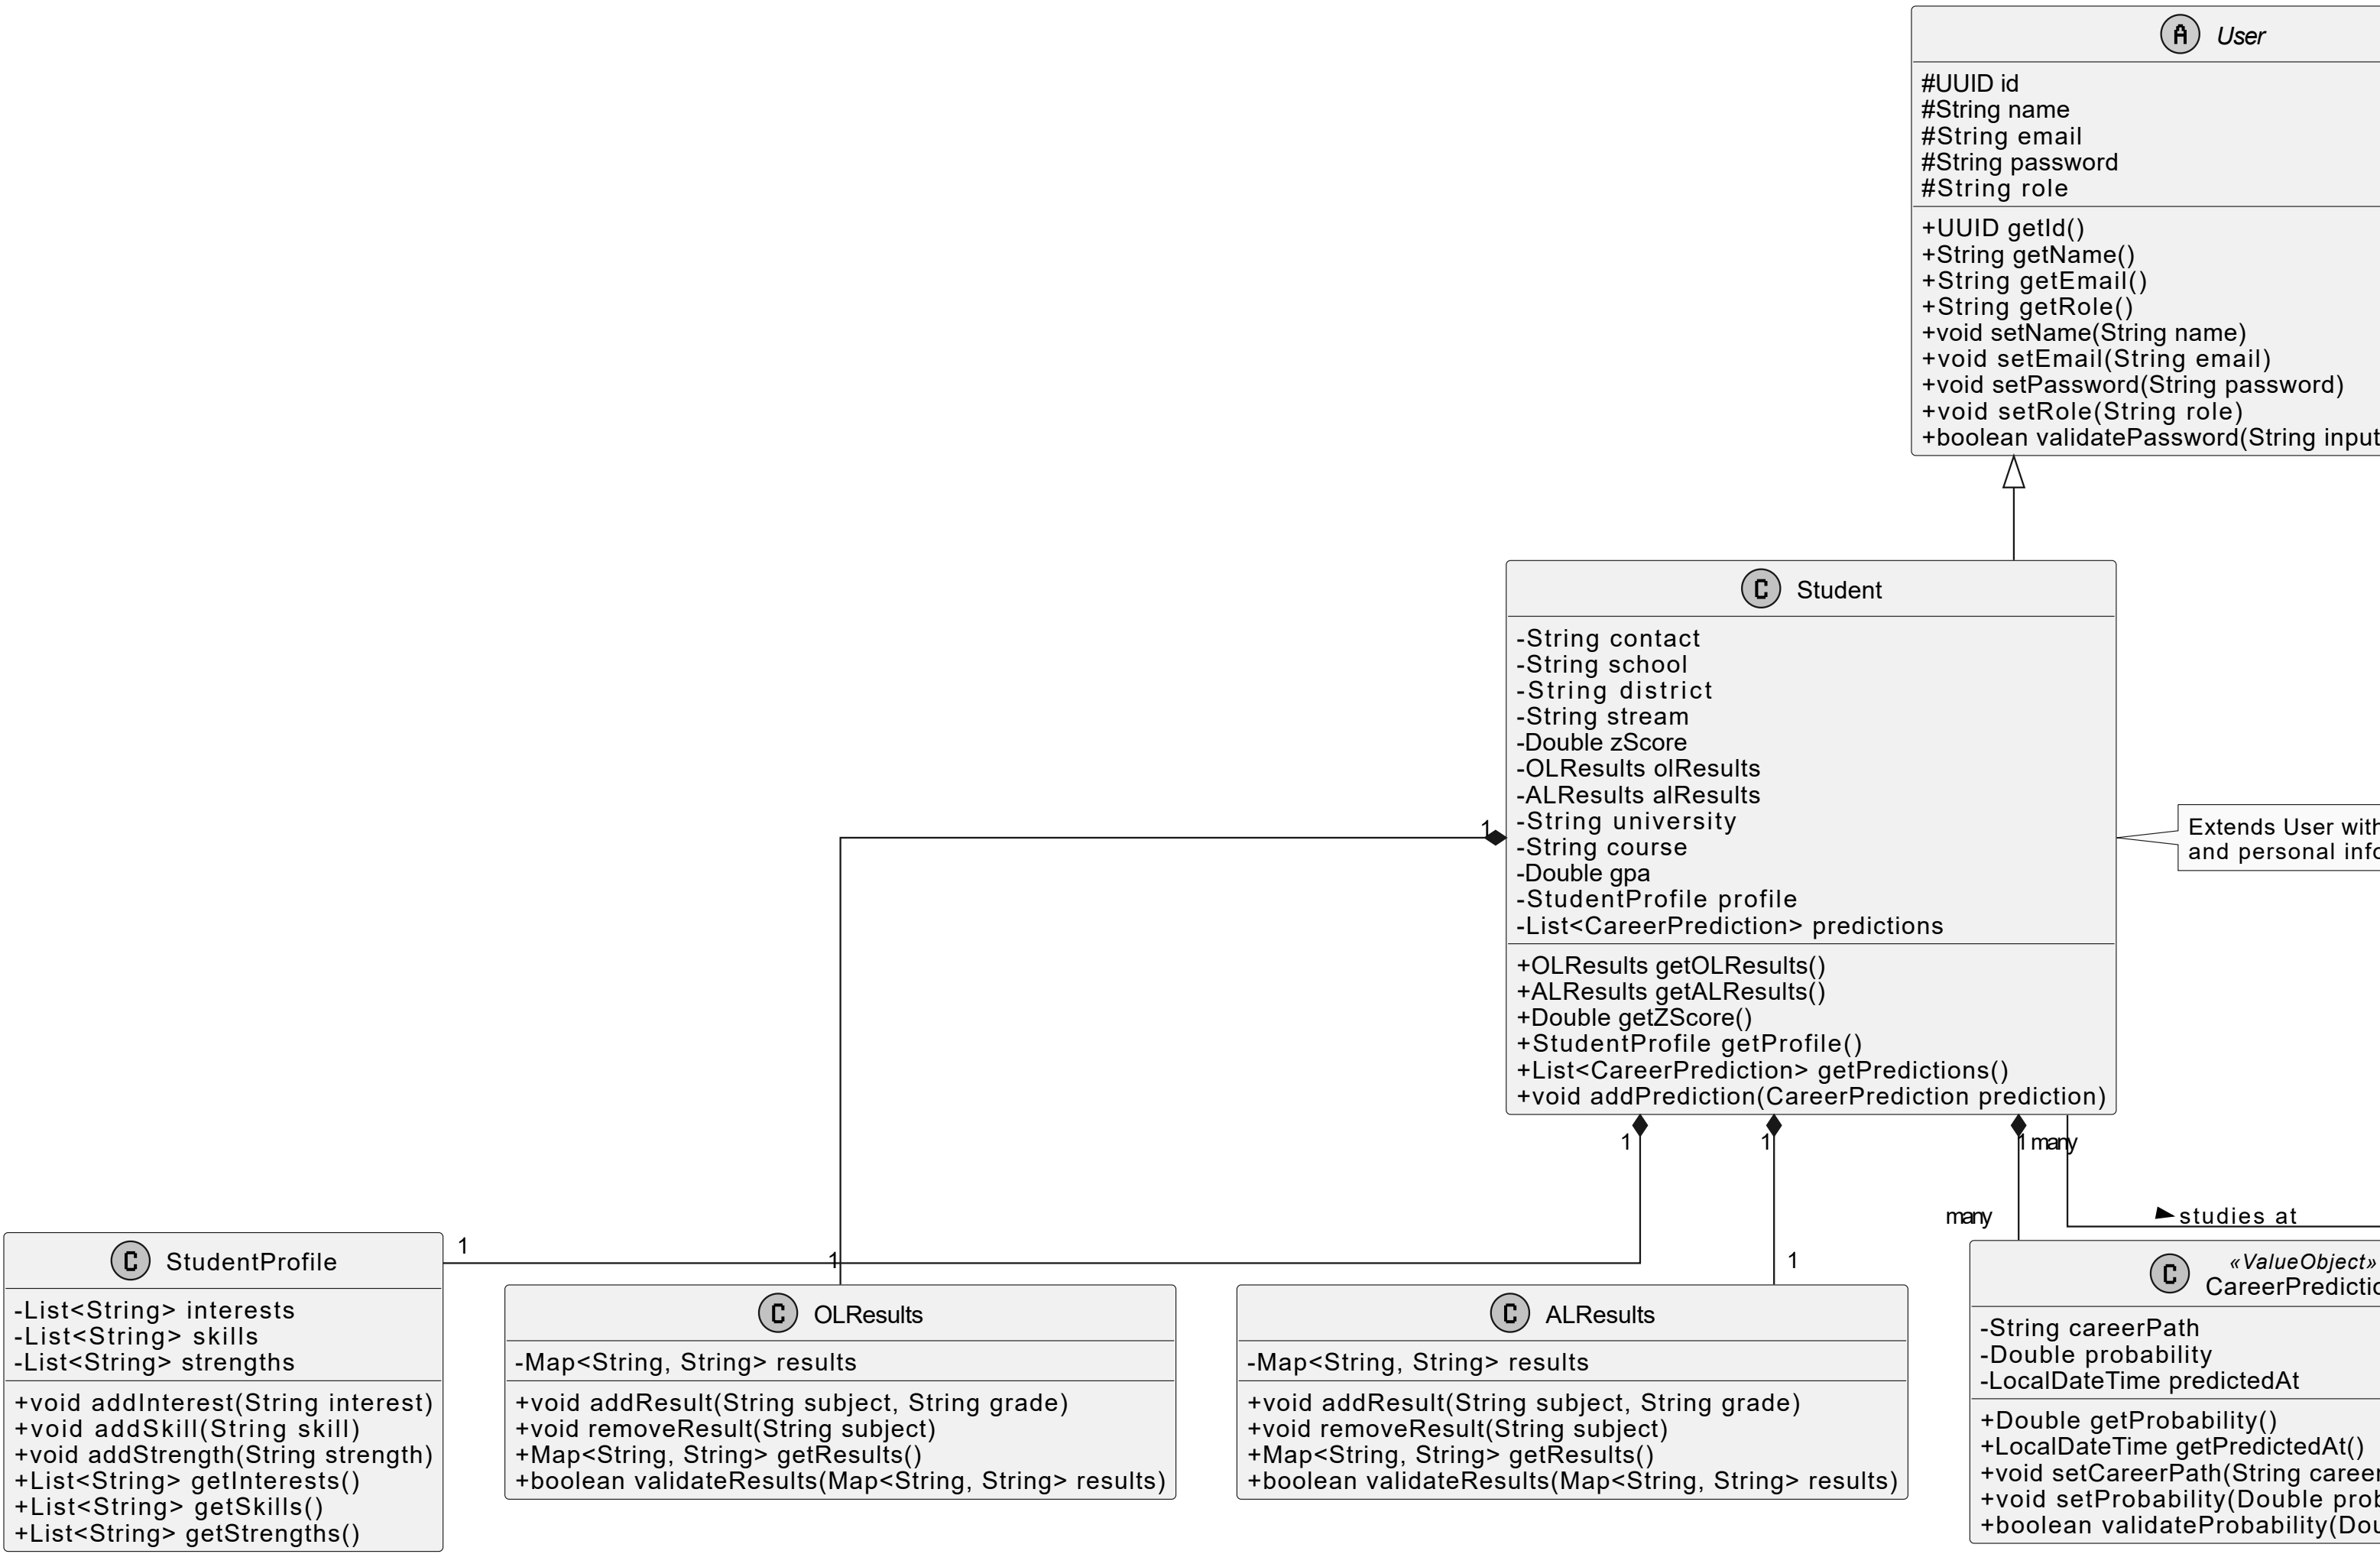 A User
#UUID id
#String name
#String email
#String password
#String role
+UUID getId()
+String getName()
+String getEmail()
+String getRole()
+void setName(String name)
+void setEmail(String email)
+void setPassword(String password)
+void setRole(String role)
+boolean validatePassword(String input
C Student
-String contact
-String school
-String district
-String stream
-Double zScore
-OLResults olResults
-ALResults alResults
-String university
-String course
-Double gpa
-StudentProfile profile
-List<CareerPrediction> predictions
+OLResults getOLResults()
+ALResults getALResults()
+Double getZScore()
+StudentProfile getProfile()
+List<CareerPrediction> getPredictions()
+void addPrediction(CareerPrediction prediction)
Extends User with
and personal info
1
1
1
1 many
many
studies at
1
1
1
C StudentProfile
-List<String> interests
-List<String> skills
-List<String> strengths
+void addInterest(String interest)
+void addSkill(String skill)
+void addStrength(String strength)
+List<String> getInterests()
+List<String> getSkills()
+List<String> getStrengths()
C OLResults
-Map<String, String> results
+void addResult(String subject, String grade)
+void removeResult(String subject)
+Map<String, String> getResults()
+boolean validateResults(Map<String, String> results)
C ALResults
-Map<String, String> results
+void addResult(String subject, String grade)
+void removeResult(String subject)
+Map<String, String> getResults()
+boolean validateResults(Map<String, String> results)
«ValueObject»
C CareerPredictio
-String careerPath
-Double probability
-LocalDateTime predictedAt
+Double getProbability()
+LocalDateTime getPredictedAt()
+void setCareerPath(String career
+void setProbability(Double prob
+boolean validateProbability(Dou